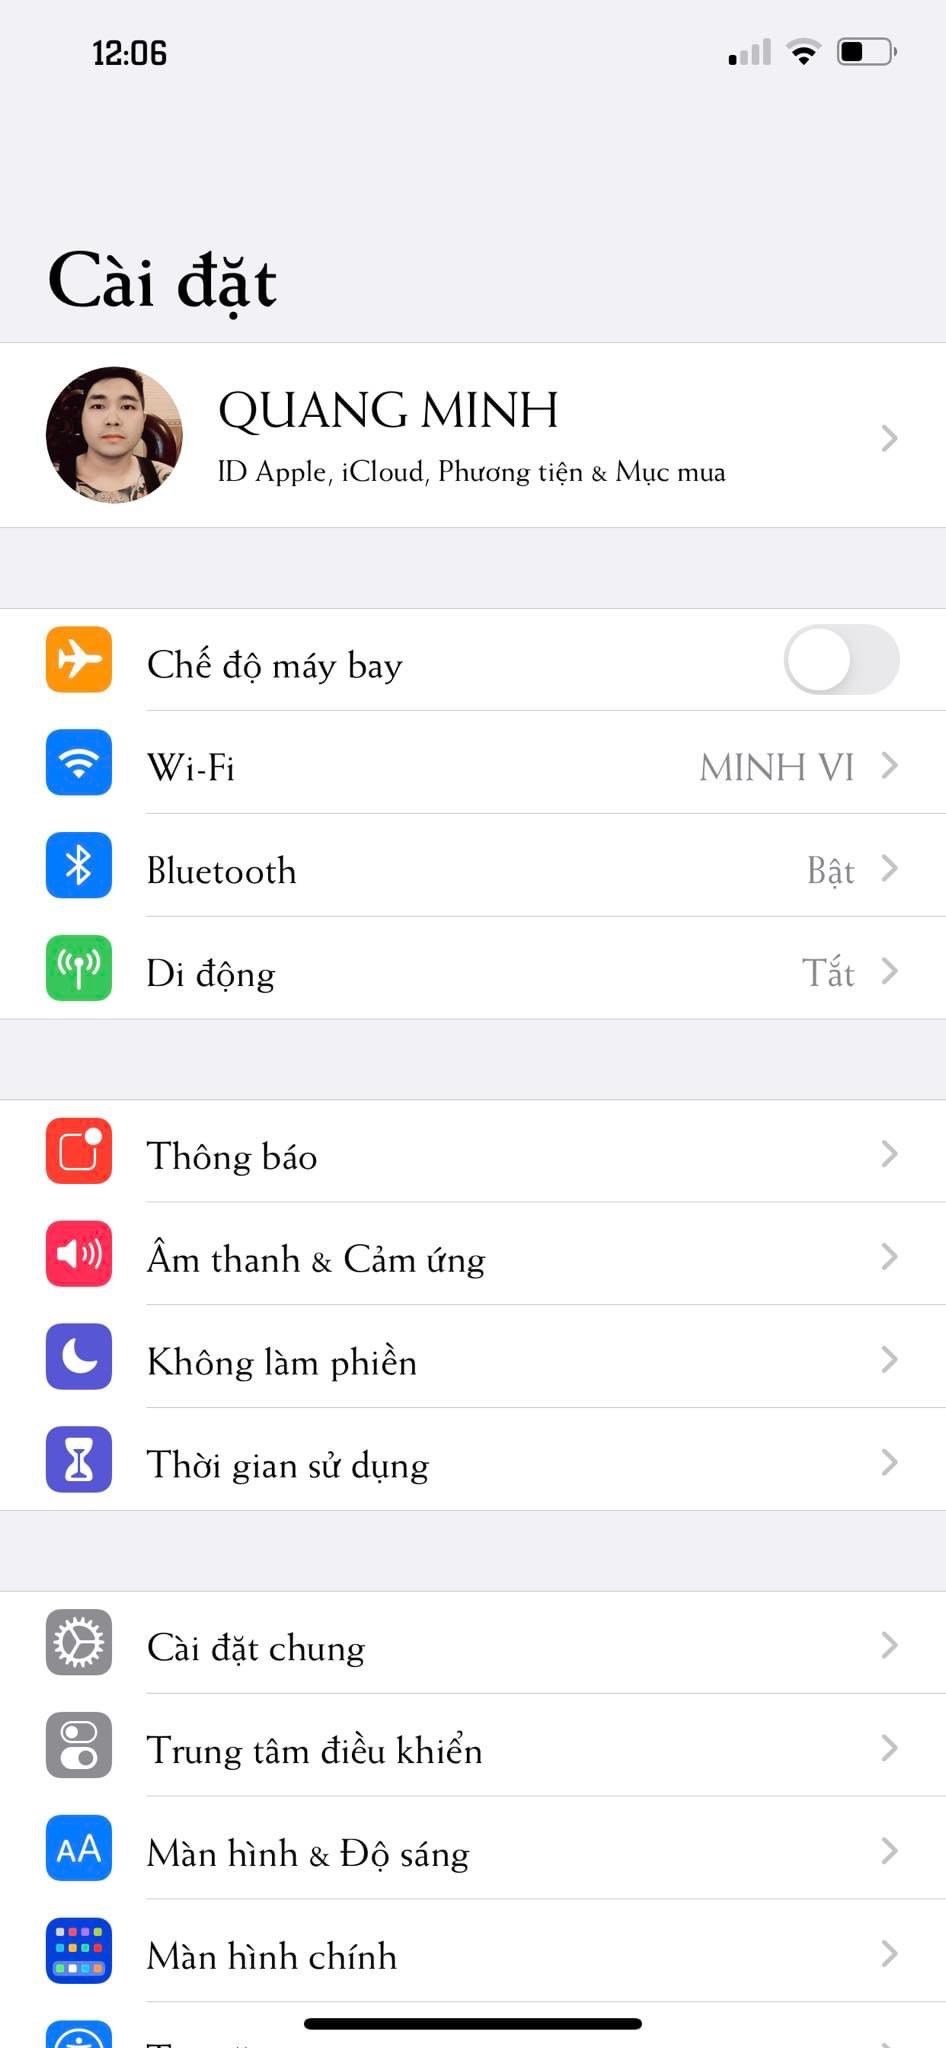 12:06
Cài đặt
QUANG MINH
ID Apple, iCloud, Phương tiện & Mục mua
Chế độ máy bay
Wi-Fi
MINH VI
Bluetooth
Bật
Di động
Tắt
Thông báo
Âm thanh & Cảm ứng
Không làm phiền
Thời gian sử dụng
Cài đặt chung
Trung tâm điều khiển
AA
Màn hình & Độ sáng
Màn hình chính